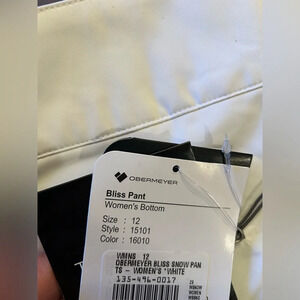 OBERMEYER
Bliss Pant
Women's Bottom
Size : 12
Style : 15101
Color : 16010
WMNS 12
OBERMEYER BLISS SNOW PAN
TS - WOMEN'S *WHITE
135-496-0017